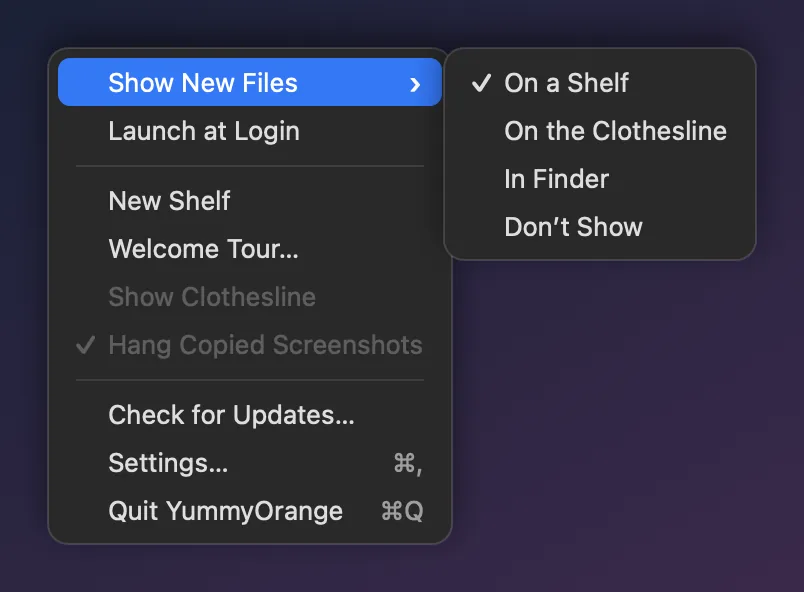 Show New Files
Launch at Login
New Shelf
Welcome Tour...
Show Clothesline
✓ Hang Copied Screenshots
Check for Updates...
Settings... ⌘,
Quit YummyOrange ⌘Q
✓ On a Shelf
On the Clothesline
In Finder
Don’t Show